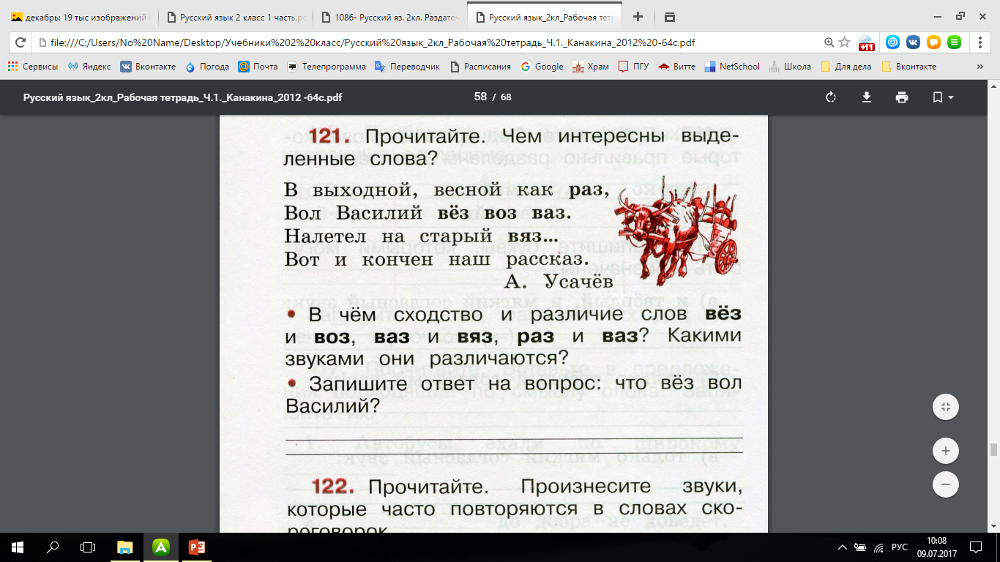 декабрь: 19 тыс изображений
Русский язык 2 класс 1 часть.pd
1086- Русский яз. 2кл. Раздаточ
Русский язык_2кл_Рабочая тетр
file:///C:/Users/No%20Name/Desktop/Учебники%202%20класс/Русский%20язык_2кл_Рабочая%20тетрадь_Ч.1._Канакина_2012%20-64с.pdf
Сервисы Яндекс Вконтакте Погода Почта Телепрограмма Переводчик Расписания Google Храм ПГУ Витте NetSchool Школа Для дела Вконтакте »
Русский язык_2кл_Рабочая тетрадь_Ч.1._Канакина_2012 -64с.pdf 58 / 68
121. Прочитайте. Чем интересны выде-
ленные слова?
В выходной, весной как раз,
Вол Василий вёз воз ваз.
Налетел на старый вяз...
Вот и кончен наш рассказ.
А. Усачёв
• В чём сходство и различие слов вёз
и воз, ваз и вяз, раз и ваз? Какими
звуками они различаются?
• Запишите ответ на вопрос: что вёз вол
Василий?
122. Прочитайте. Произнесите звуки,
которые часто повторяются в словах ско-
роговорок.
РУС
10:08
09.07.2017